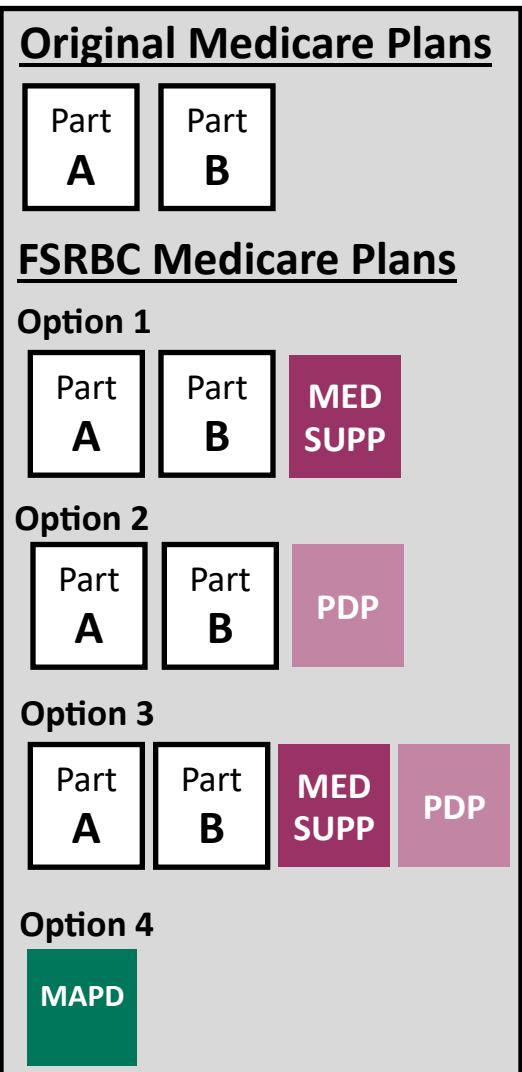 Original Medicare Plans
Part Part
A B
FSRBC Medicare Plans
Option 1
Part Part MED
A B SUPP
Option 2
Part Part PDP
A B
Option 3
Part Part MED PDP
A B SUPP
Option 4
MAPD